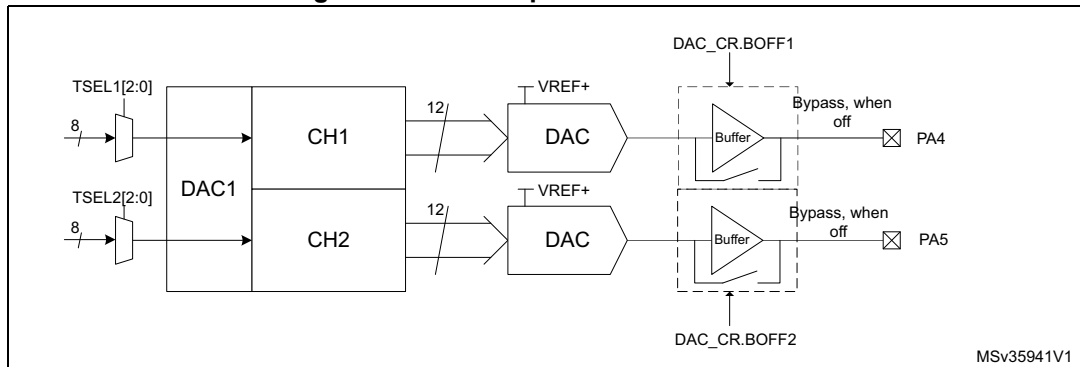 DAC_CR.BOFF1
TSEL1[2:0]
8
CH1
12
VREF+
DAC
Buffer
Bypass, when
off
PA4
DAC1
TSEL2[2:0]
8
CH2
12
VREF+
DAC
Buffer
Bypass, when
off
PA5
DAC_CR.BOFF2
MSv35941V1